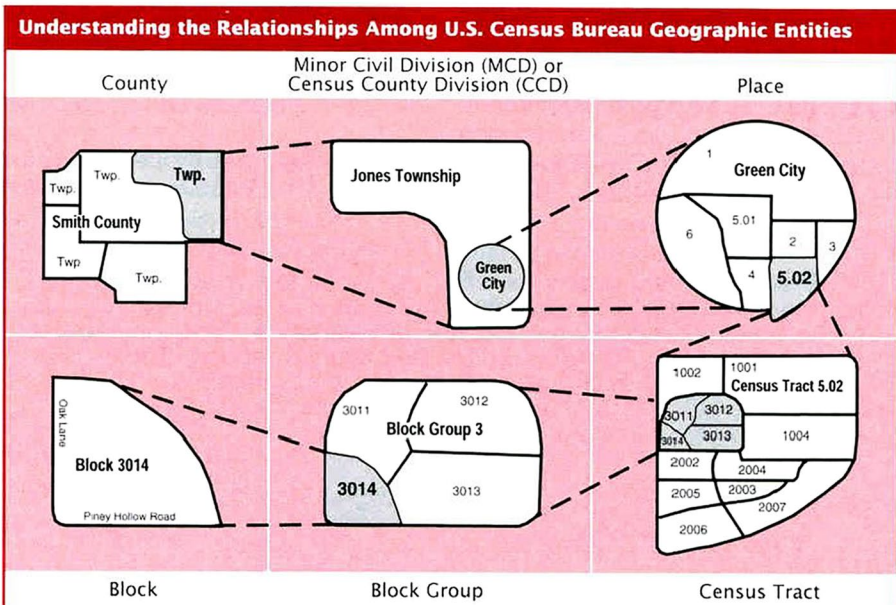 Understanding the Relationships Among U.S. Census Bureau Geographic Entities
County
Minor Civil Division (MCD) or
Census County Division (CCD)
Place
Twp.
Twp.
Twp.
Smith County
Twp
Twp.
Jones Township
Green
City
1
Green City
5.01
6
2
3
4
5.02
Oak Lane
Block 3014
Piney Hollow Road
3011
3012
Block Group 3
3014
3013
1002
1001
Census Tract 5.02
3011
3012
3014
3013
1004
2002
2004
2005
2003
2007
2006
Block
Block Group
Census Tract